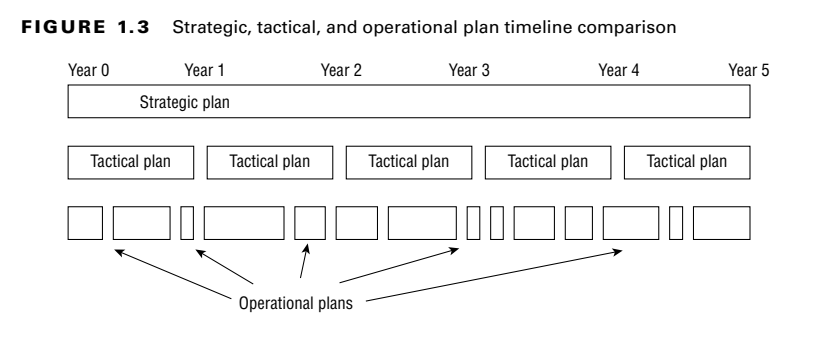 FIGURE 1.3 Strategic, tactical, and operational plan timeline comparison
Year 0 Year 1 Year 2 Year 3 Year 4 Year 5
Strategic plan
Tactical plan Tactical plan Tactical plan Tactical plan Tactical plan
Operational plans